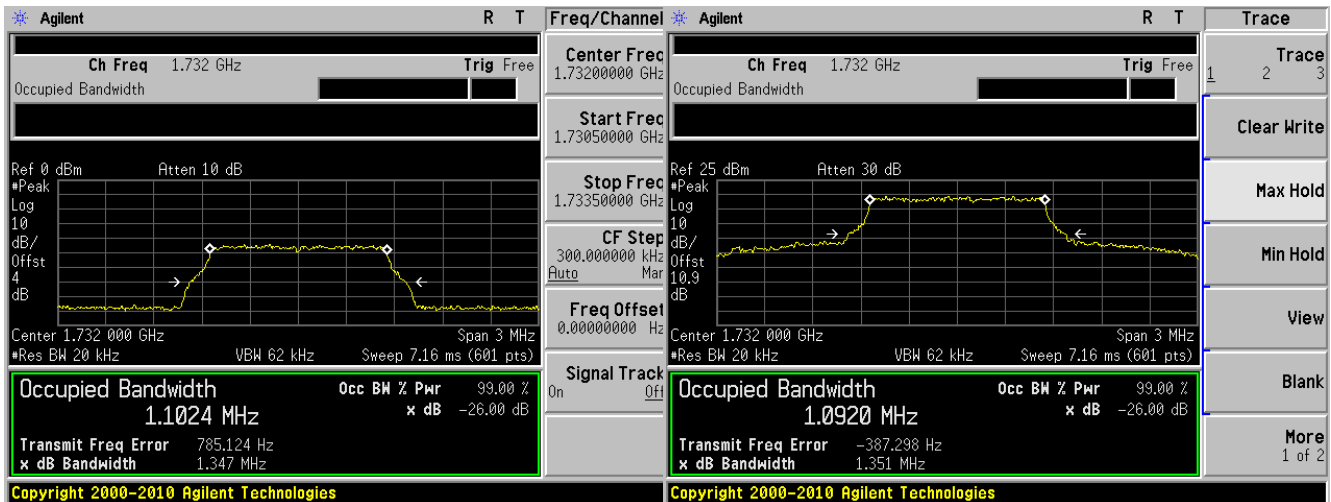 Agilent R T
Freq/Channel
Ch Freq 1.732 GHz Trig Free
Occupied Bandwidth
Center Freq
1.73200000 GHz
Start Freq
1.73050000 GHz
Stop Freq
1.73350000 GHz
CF Step
300.000000 kHz
Auto Man
Freq Offset
0.00000000 Hz
Signal Track
On Off
Ref 0 dBm Atten 10 dB
#Peak
Log
10
dB/
Offst
4
dB
Center 1.732 000 GHz Span 3 MHz
#Res BW 20 kHz VBW 62 kHz Sweep 7.16 ms (601 pts)
Occupied Bandwidth Occ BW % Pwr 99.00 %
1.1024 MHz x dB -26.00 dB
Transmit Freq Error 785.124 Hz
x dB Bandwidth 1.347 MHz
Copyright 2000-2010 Agilent Technologies
Agilent R T
Trace
Ch Freq 1.732 GHz Trig Free
Occupied Bandwidth
Trace
1 2 3
Clear Write
Max Hold
Min Hold
View
Blank
More
1 of 2
Ref 25 dBm Atten 30 dB
#Peak
Log
10
dB/
Offst
10.9
dB
Center 1.732 000 GHz Span 3 MHz
#Res BW 20 kHz VBW 62 kHz Sweep 7.16 ms (601 pts)
Occupied Bandwidth Occ BW % Pwr 99.00 %
1.0920 MHz x dB -26.00 dB
Transmit Freq Error -387.298 Hz
x dB Bandwidth 1.351 MHz
Copyright 2000-2010 Agilent Technologies